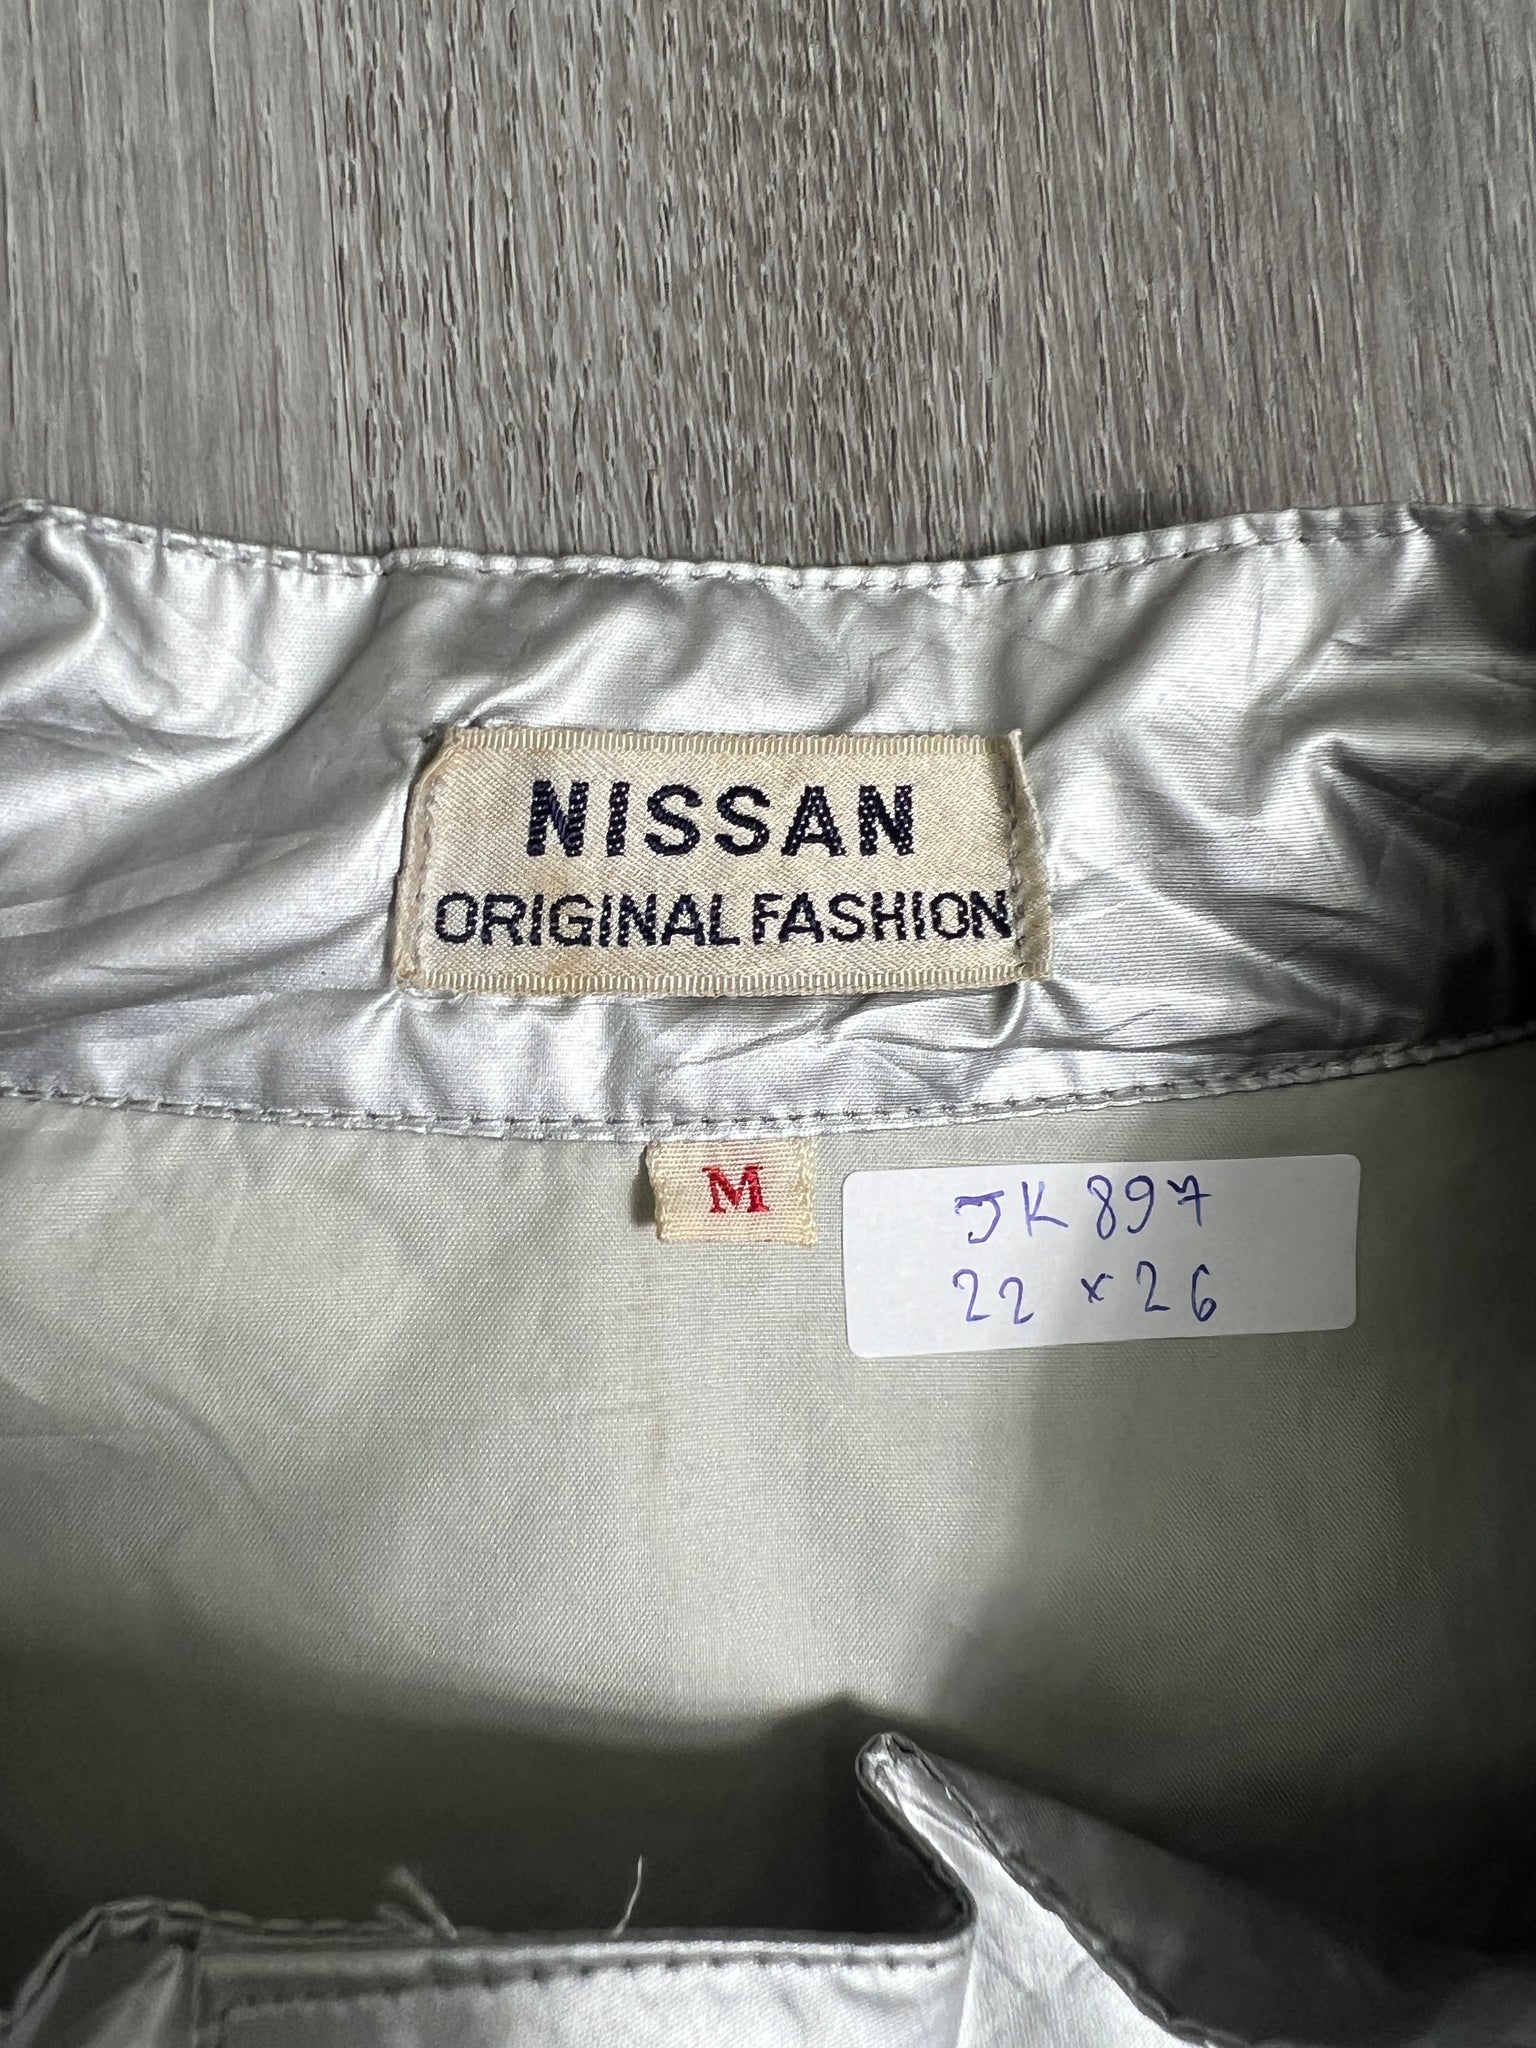 NISSAN
ORIGINAL FASHION
M
JK 897
22 × 26